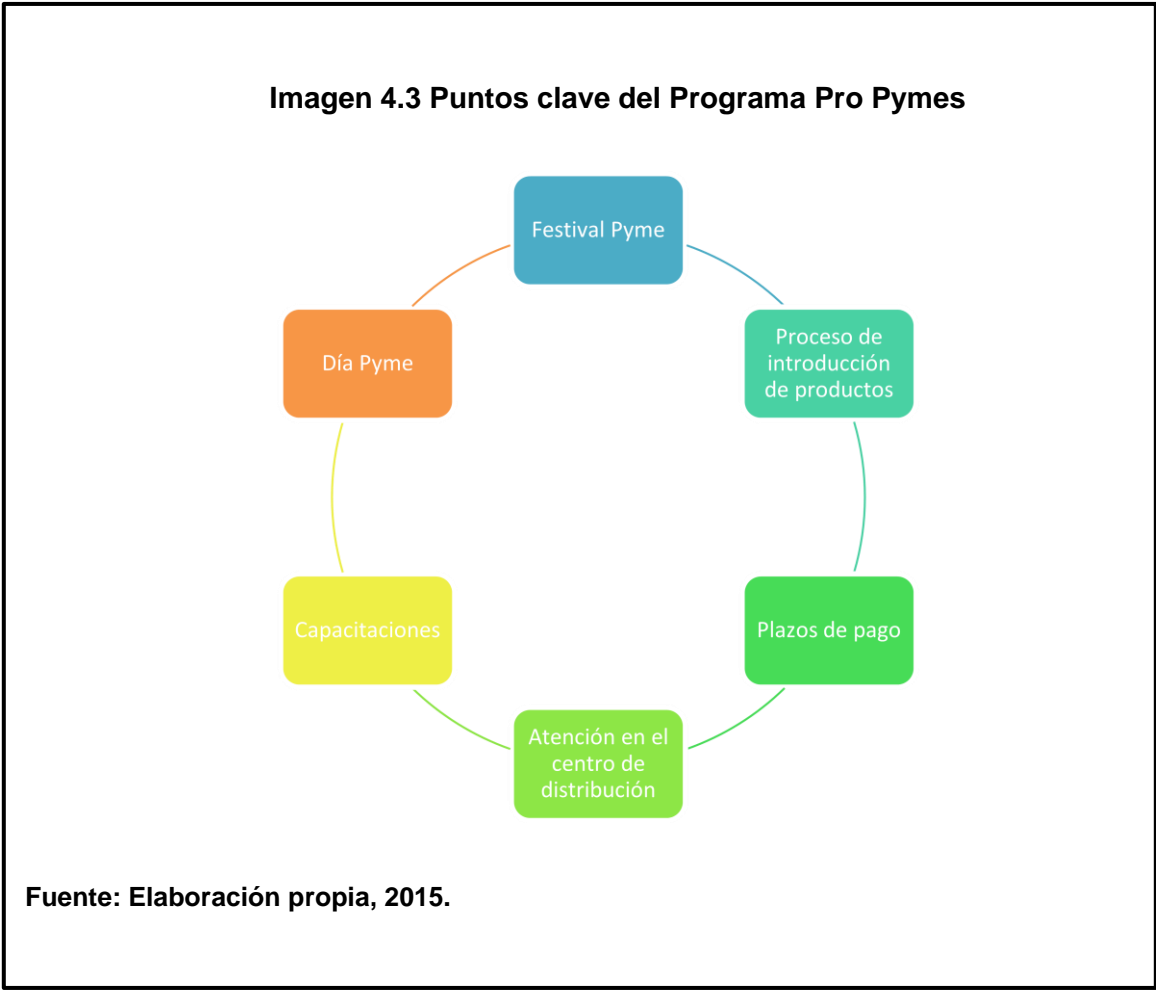 Imagen 4.3 Puntos clave del Programa Pro Pymes
Festival Pyme
Proceso de
introducción
de productos
Plazos de pago
Atención en el
centro de
distribución
Capacitaciones
Día Pyme
Fuente: Elaboración propia, 2015.